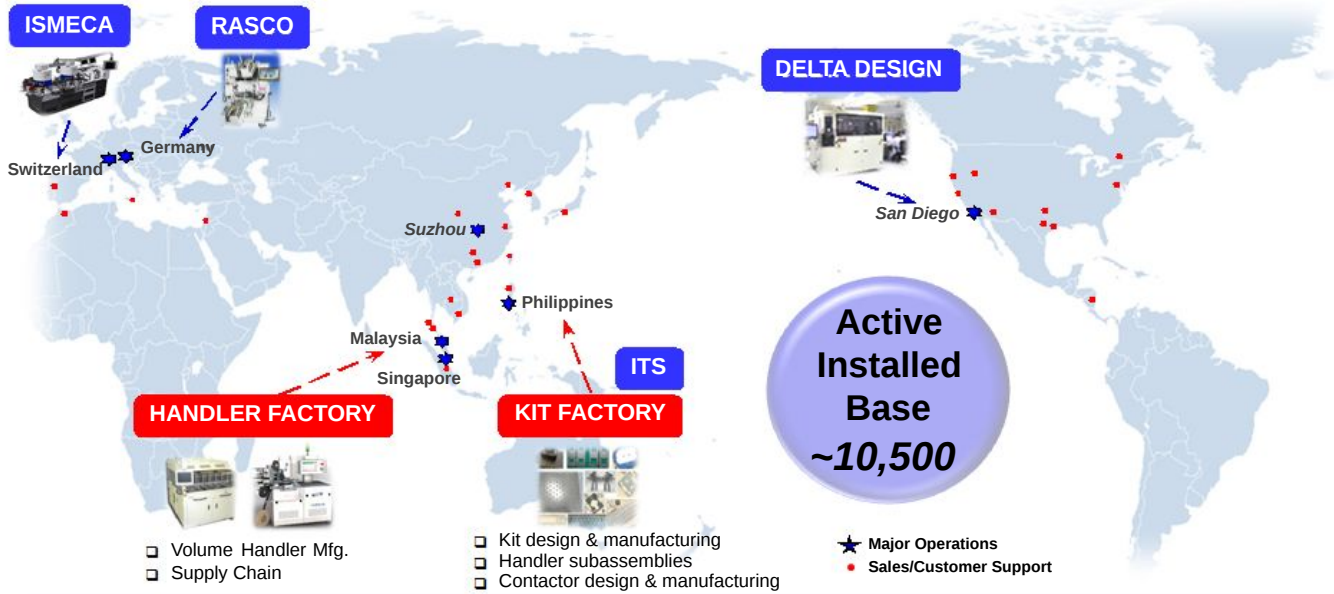 ISMECA
RASCO
DELTA DESIGN
Germany
Switzerland
San Diego
Suzhou
Philippines
Malaysia
Singapore
ITS
HANDLER FACTORY
KIT FACTORY
Active
Installed
Base
~10,500
❑ Volume Handler Mfg.
❑ Supply Chain
❑ Kit design & manufacturing
❑ Handler subassemblies
❑ Contactor design & manufacturing
Major Operations
Sales/Customer Support